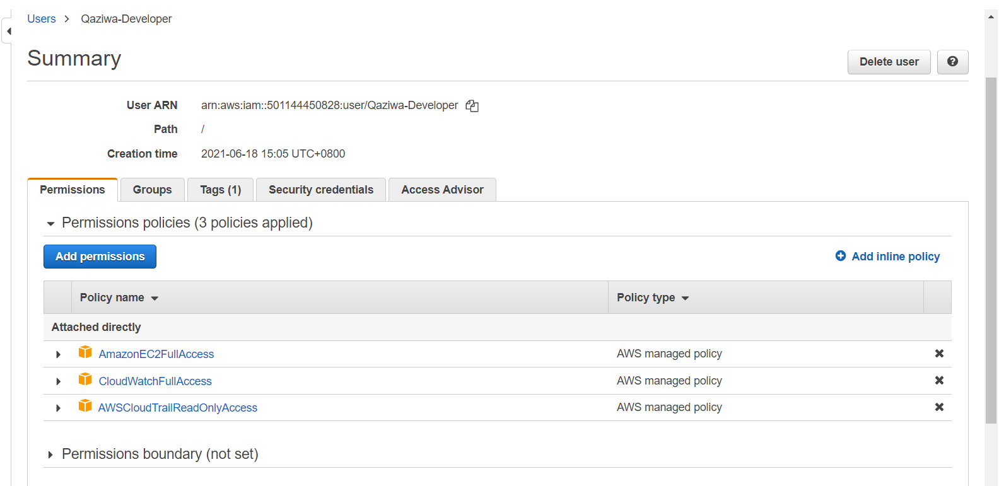 Users > Qaziwa-Developer
Summary
Delete user
?
User ARN arn:aws:iam::501144450828:user/Qaziwa-Developer
Path /
Creation time 2021-06-18 15:05 UTC+0800
Permissions Groups Tags (1) Security credentials Access Advisor
Permissions policies (3 policies applied)
Add permissions Add inline policy
Policy name Policy type
Attached directly
AmazonEC2FullAccess AWS managed policy
CloudWatchFullAccess AWS managed policy
AWSCloudTrailReadOnlyAccess AWS managed policy
Permissions boundary (not set)